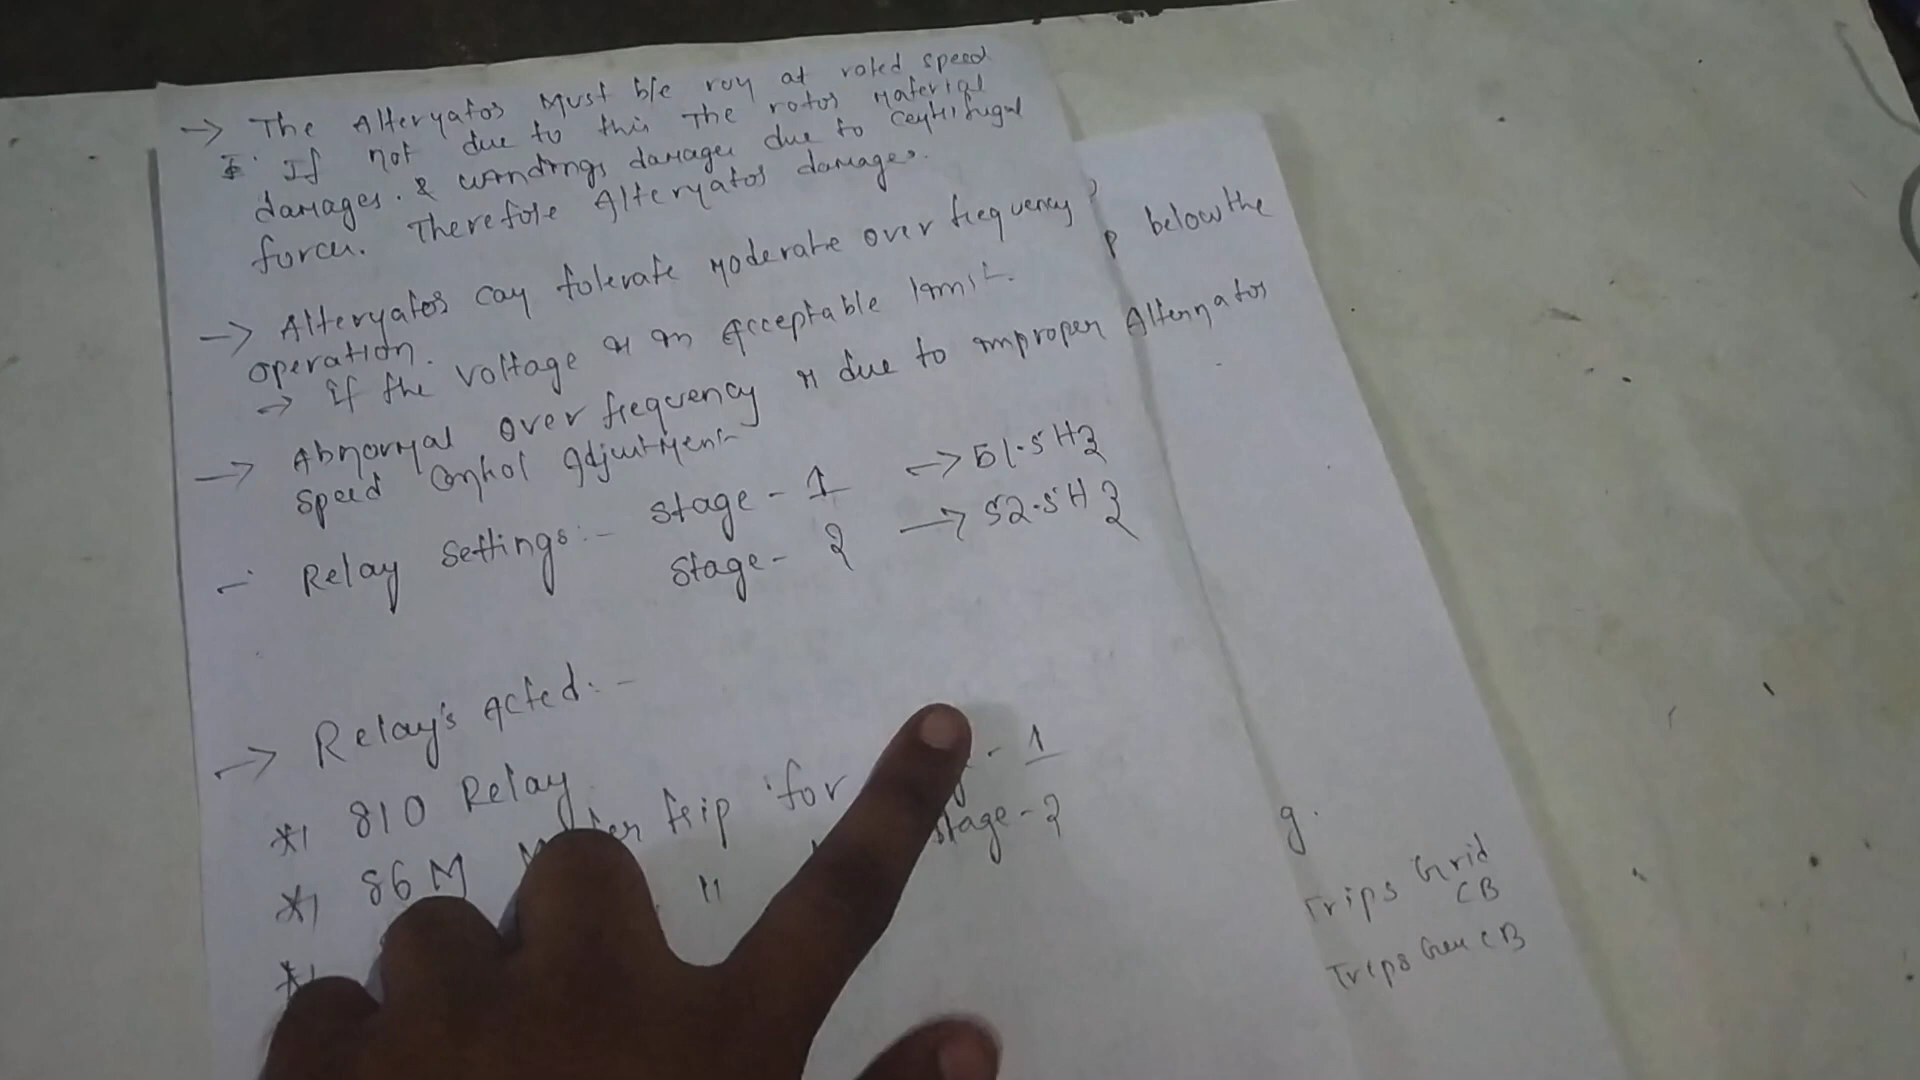 → The Alternator Must b/e run at rated speed
If not due to this The rotor Material
damages. & windings damages due to Centrifugal
force. Therefore Alternator damages.
→ Alternator can tolerate Moderate over frequency
operation.
→ If the voltage is in acceptable limit.
→ Abnormal over frequency is due to improper Alternator
speed Control adjustment
- Relay settings:- stage - 1 → 51.5 Hz
stage - 2 → 52.5 Hz
→ Relay's acted:-
* 810 Relay
* 86 M trip for - 1
" stage - 2
*
p below the
g.
Trips Grid
CB
Trips Gen CB